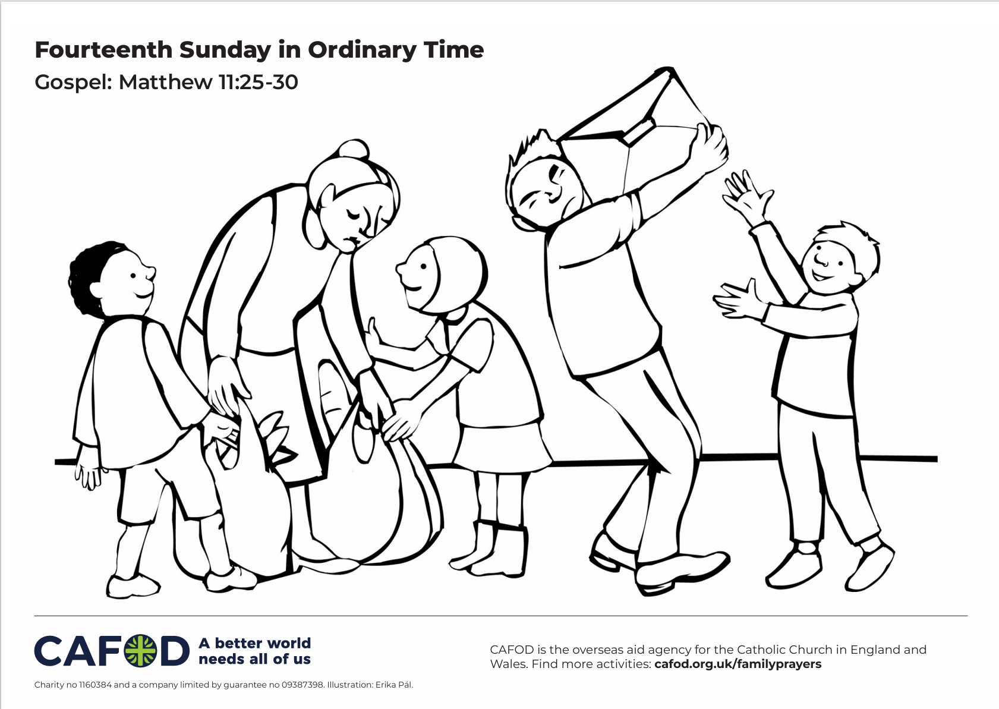 Fourteenth Sunday in Ordinary Time
Gospel: Matthew 11:25-30
CAFOD
A better world
needs all of us
CAFOD is the overseas aid agency for the Catholic Church in England and
Wales. Find more activities: cafod.org.uk/familyprayers
Charity no 1160384 and a company limited by guarantee no 09387398. Illustration: Erika Pál.